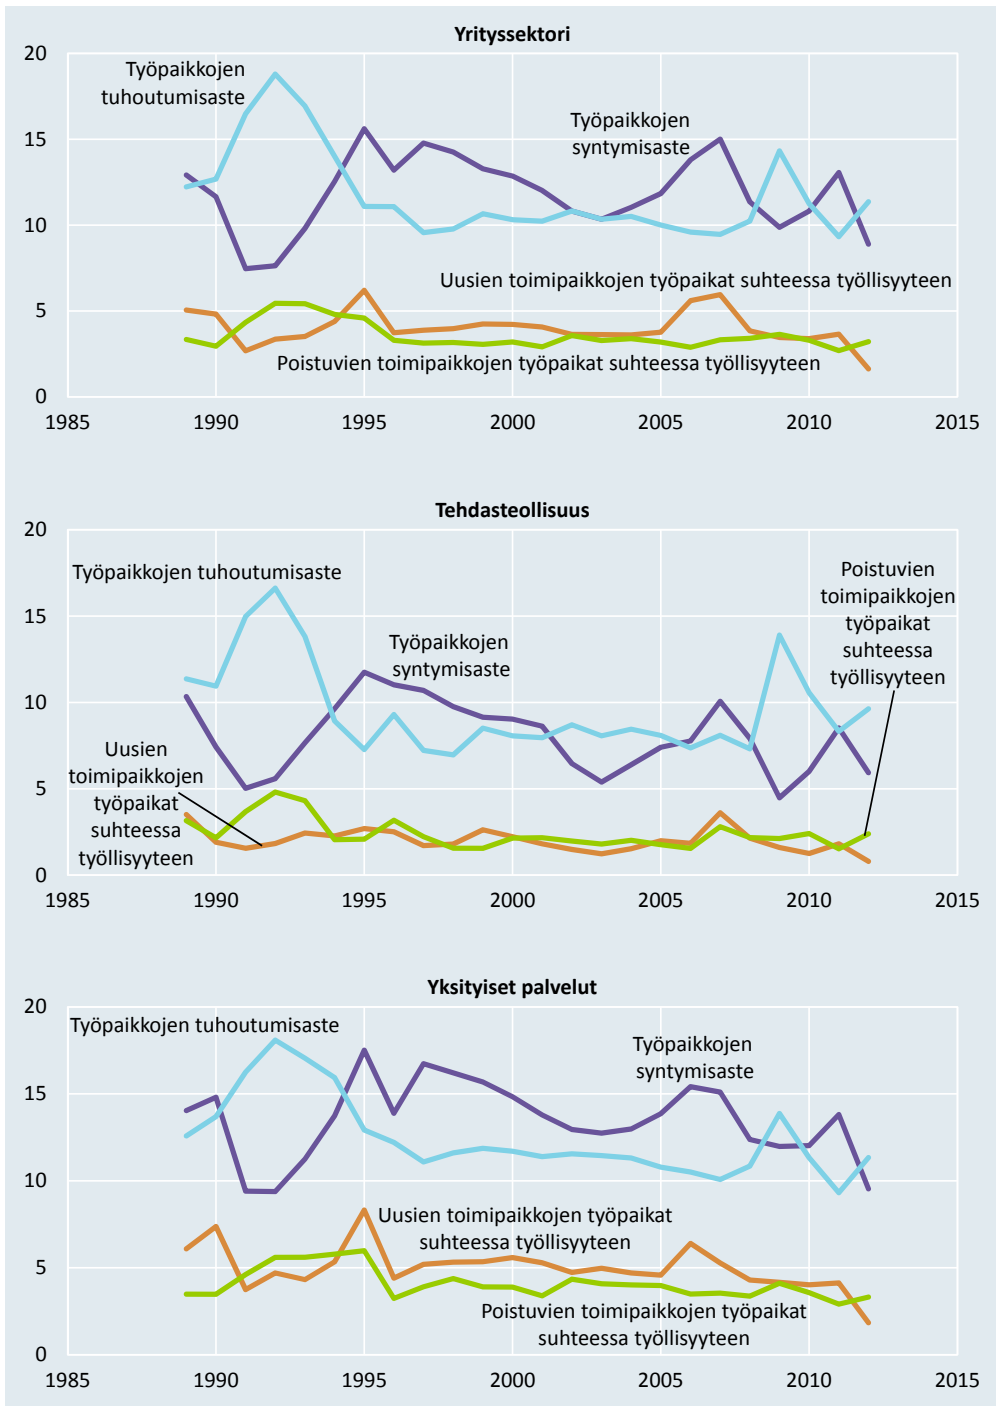 Yrityssektori
20
15
10
5
0
Työpaikkojen
tuhoutumisaste
Työpaikkojen
syntymisaste
Uusien toimipaikkojen työpaikat suhteessa työllisyyteen
Poistuvien toimipaikkojen työpaikat suhteessa työllisyyteen
1985 1990 1995 2000 2005 2010 2015
Tehdasteollisuus
20
15
10
5
0
Työpaikkojen tuhoutumisaste
Työpaikkojen
syntymisaste
Poistuvien
toimipaikkojen
työpaikat
suhteessa
työllisyyteen
Uusien
toimipaikkojen
työpaikat
suhteessa
työllisyyteen
1985 1990 1995 2000 2005 2010 2015
Yksityiset palvelut
20
15
10
5
0
Työpaikkojen tuhoutumisaste
Työpaikkojen
syntymisaste
Uusien toimipaikkojen työpaikat
suhteessa työllisyyteen
Poistuvien toimipaikkojen työpaikat
suhteessa työllisyyteen
1985 1990 1995 2000 2005 2010 2015